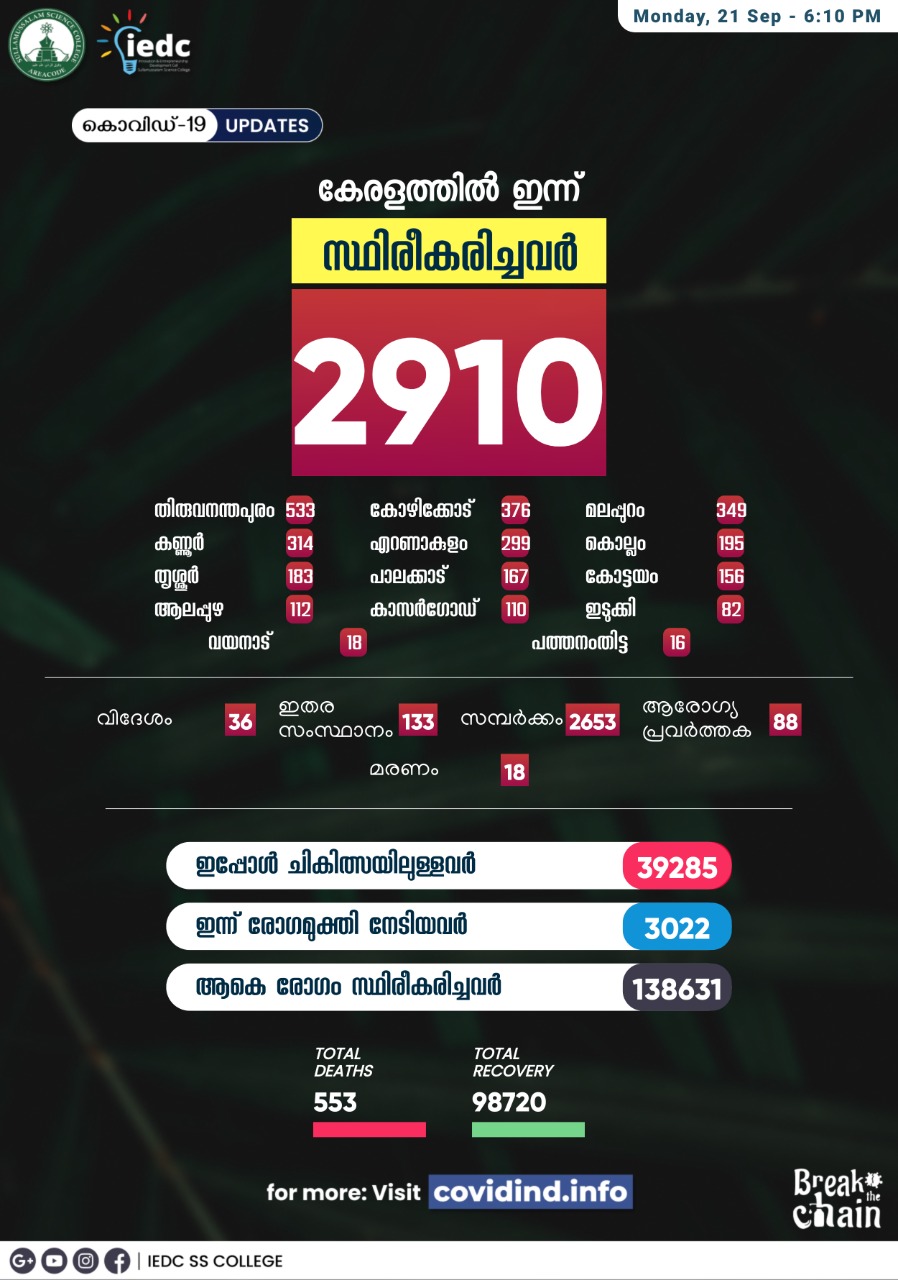 Monday, 21 Sep - 6:10 PM
SULLAMUSSALAM SCIENCE COLLEGE
AREACODE
iedc
കൊവിഡ്-19 UPDATES
കേരളത്തിൽ ഇന്ന്
സ്ഥിരീകരിച്ചവർ
2910
തിരുവനന്തപുരം 533 കോഴിക്കോട് 376 മലപ്പുറം 349
കണ്ണൂർ 314 എറണാകുളം 299 കൊല്ലം 195
തൃശ്ശൂർ 183 പാലക്കാട് 167 കോട്ടയം 156
ആലപ്പുഴ 112 കാസർഗോഡ് 110 ഇടുക്കി 82
വയനാട് 18 പത്തനംതിട്ട 16
വിദേശം 36
ഇതര
സംസ്ഥാനം 133
സമ്പർക്കം 2653
ആരോഗ്യ
പ്രവർത്തക 88
മരണം 18
ഇപ്പോൾ ചികിത്സയിലുള്ളവർ 39285
ഇന്ന് രോഗമുക്തി നേടിയവർ 3022
ആകെ രോഗം സ്ഥിരീകരിച്ചവർ 138631
TOTAL
DEATHS
553
TOTAL
RECOVERY
98720
for more: Visit covidind.info
Break
the
chain
G+ f | IEDC SS COLLEGE